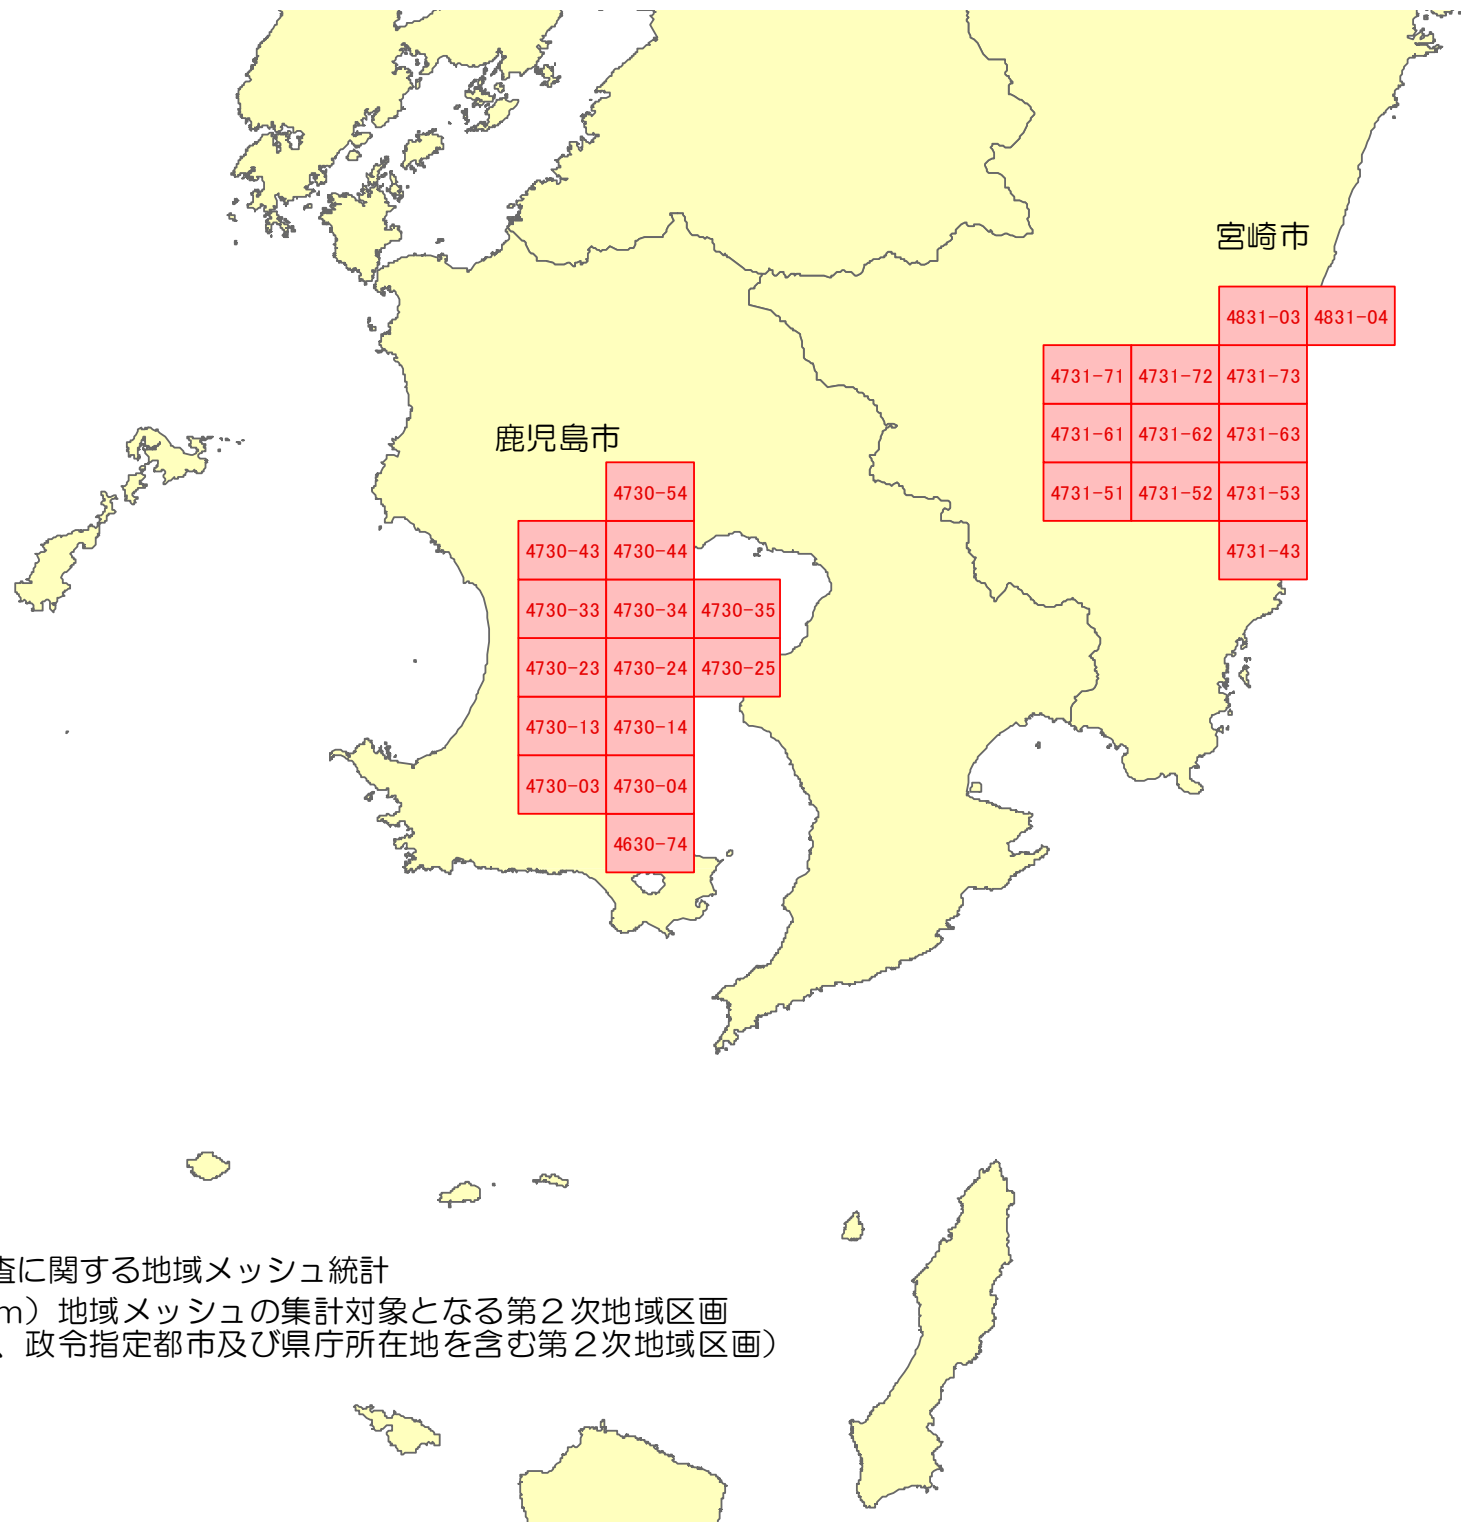 宮崎市
4831-03 4831-04
4731-71 4731-72 4731-73
4731-61 4731-62 4731-63
4731-51 4731-52 4731-53
4731-43
鹿児島市
4730-54
4730-43 4730-44
4730-33 4730-34 4730-35
4730-23 4730-24 4730-25
4730-13 4730-14
4730-03 4730-04
4630-74
査に関する地域メッシュ統計
m）地域メッシュの集計対象となる第２次地域区画
、政令指定都市及び県庁所在地を含む第２次地域区画）